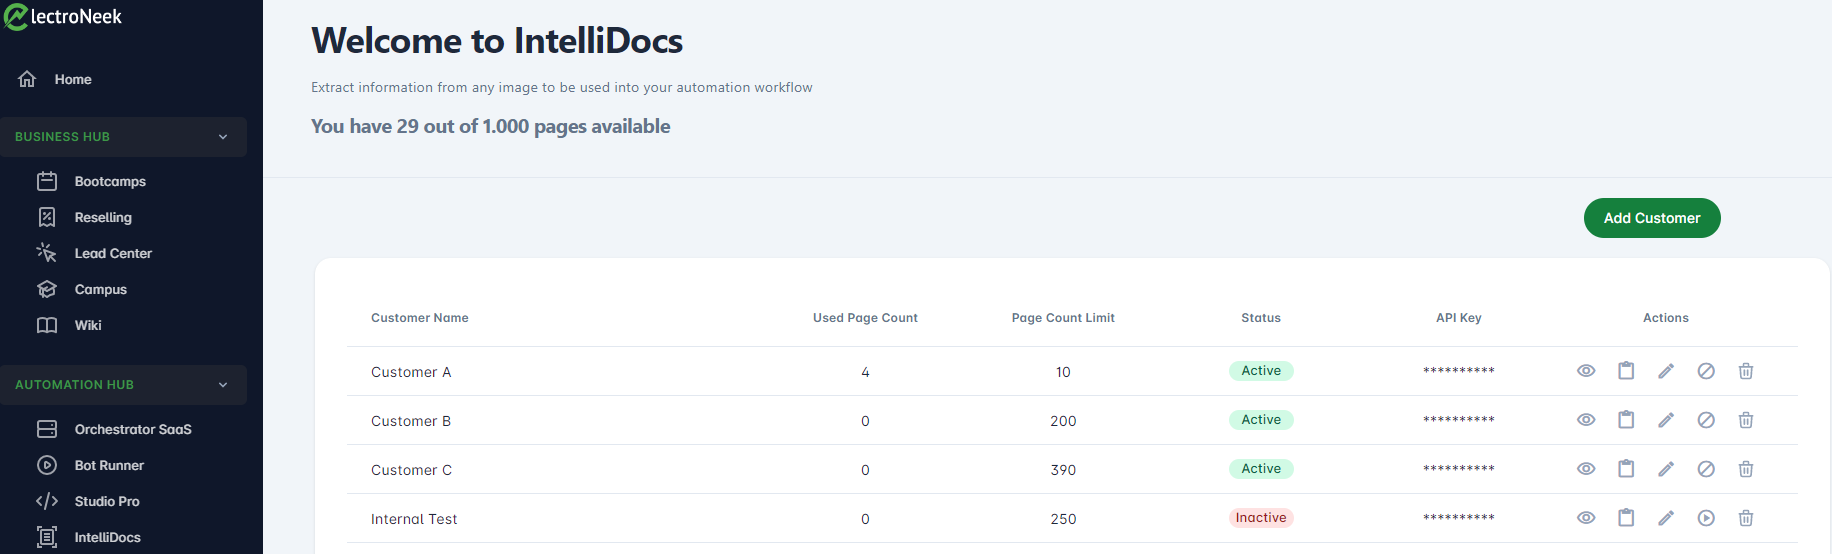 lectroNeek
Home
BUSINESS HUB
Bootcamps
Reselling
Lead Center
Campus
Wiki
AUTOMATION HUB
Orchestrator SaaS
Bot Runner
Studio Pro
IntelliDocs
Welcome to IntelliDocs
Extract information from any image to be used into your automation workflow
You have 29 out of 1.000 pages available
Add Customer
Customer Name Used Page Count Page Count Limit Status API Key Actions
Customer A 4 10 Active **********
Customer B 0 200 Active **********
Customer C 0 390 Active **********
Internal Test 0 250 Inactive **********